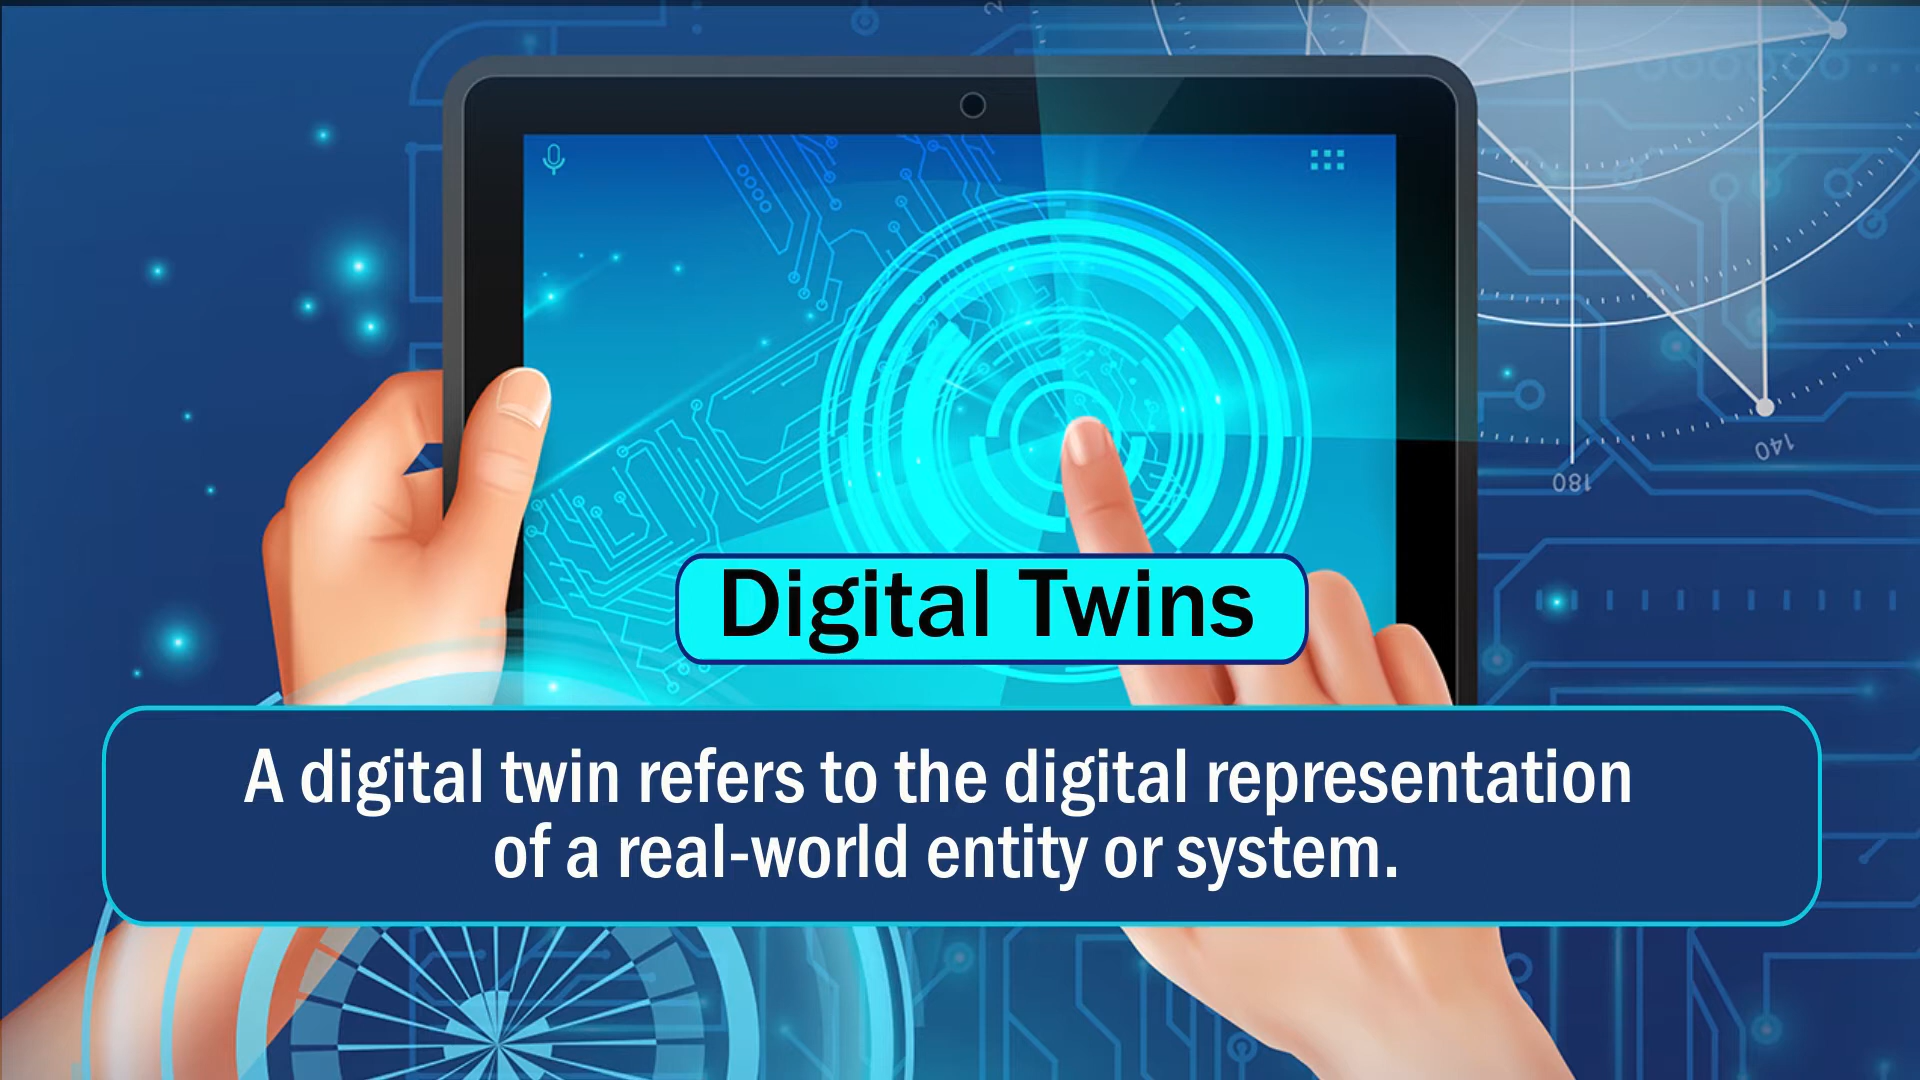 Digital Twins
A digital twin refers to the digital representation
of a real-world entity or system.
140
180